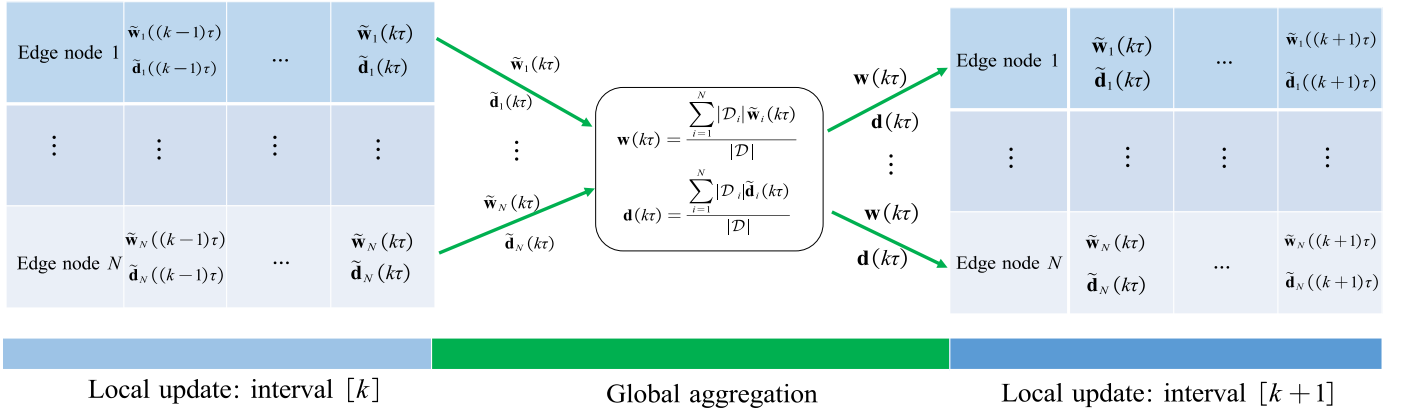 Edge node 1 w̃₁((k−1)τ) ... w̃₁(kτ)
d̃₁((k−1)τ) d̃₁(kτ)
⋮ ⋮ ⋮ ⋮
Edge node N w̃_N((k−1)τ) ... w̃_N(kτ)
d̃_N((k−1)τ) d̃_N(kτ)
w̃₁(kτ)
d̃₁(kτ)
⋮
w̃_N(kτ)
d̃_N(kτ)
w(kτ) = ∑_{i=1}^{N} |𝒟_i| w̃_i(kτ) / |𝒟|
d(kτ) = ∑_{i=1}^{N} |𝒟_i| d̃_i(kτ) / |𝒟|
w(kτ)
d(kτ)
⋮
w(kτ)
d(kτ)
Edge node 1 w̃₁(kτ) ... w̃₁((k+1)τ)
d̃₁(kτ) d̃₁((k+1)τ)
⋮ ⋮ ⋮ ⋮
Edge node N w̃_N(kτ) ... w̃_N((k+1)τ)
d̃_N(kτ) d̃_N((k+1)τ)
Local update: interval [k]
Global aggregation
Local update: interval [k+1]